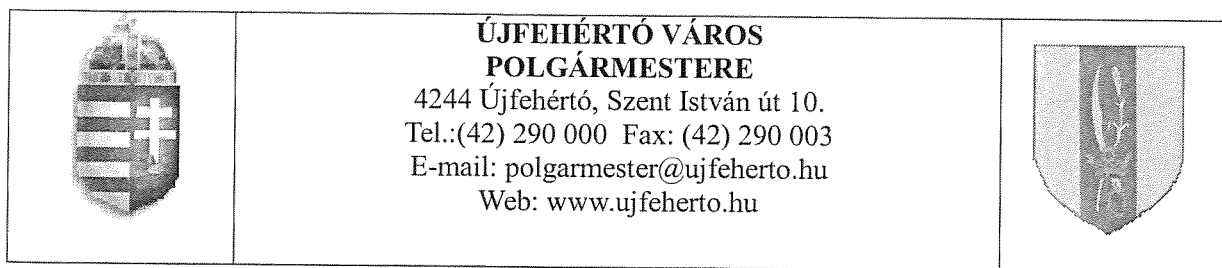 ÚJFEHÉRTÓ VÁROS
POLGÁRMESTERE
4244 Újfehértó, Szent István út 10.
Tel.:(42) 290 000 Fax: (42) 290 003
E-mail: polgarmester@ujfeherto.hu
Web: www.ujfeherto.hu